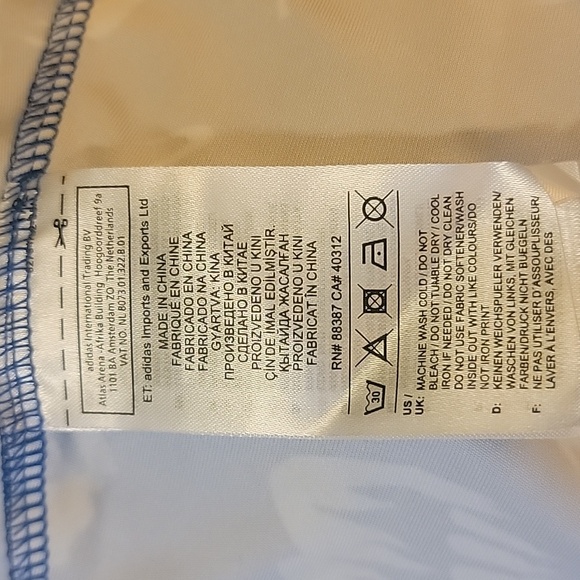 adidas International Trading BV
Atlas Arena - Afrika Building Hoogoorddreef 9a
1101 BA Amsterdam ZO, The Netherlands
VAT NO. NL 8073.01.322.B.01
ET: adidas Imports and Exports Ltd
MADE IN CHINA
FABRIQUÉ EN CHINE
FABRICADO EN CHINA
FABRICADO NA CHINA
GYÁRTVA: KÍNA
ПРОИЗВЕДЕНО В КИТАЙ
СДЕЛАНО В КИТАЕ
PROIZVEDENO U KINI
ÇİN'DE İMAL EDİLMİŞTİR.
ҚЫТАЙДА ЖАСАЛҒАН
PROIZVEDENO U KINI
FABRICAT IN CHINA
RN# 88387 CA# 40312
30
US /
UK: MACHINE WASH COLD / DO NOT
BLEACH / DO NOT TUMBLE DRY / COOL
IRON IF NEEDED / DO NOT DRY CLEAN
DO NOT USE FABRIC SOFTENER/WASH
INSIDE OUT WITH LIKE COLOURS/DO
NOT IRON PRINT
D: KEINEN WEICHSPUELER VERWENDEN/
WASCHEN VON LINKS, MIT GLEICHEN
FARBEN/DRUCK NICHT BUEGELN
F: NE PAS UTILISER D'ASSOUPLISSEUR/
LAVER A L'ENVERS, AVEC DES